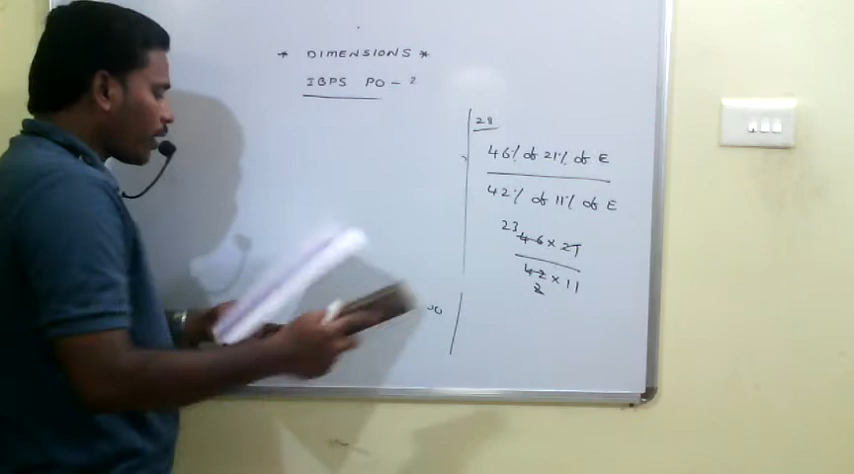 * DIMENSIONS *
IBPS PO - 2
28
46% of 21% of E
42% of 11% of E
23
46 × 21
42 × 11
2